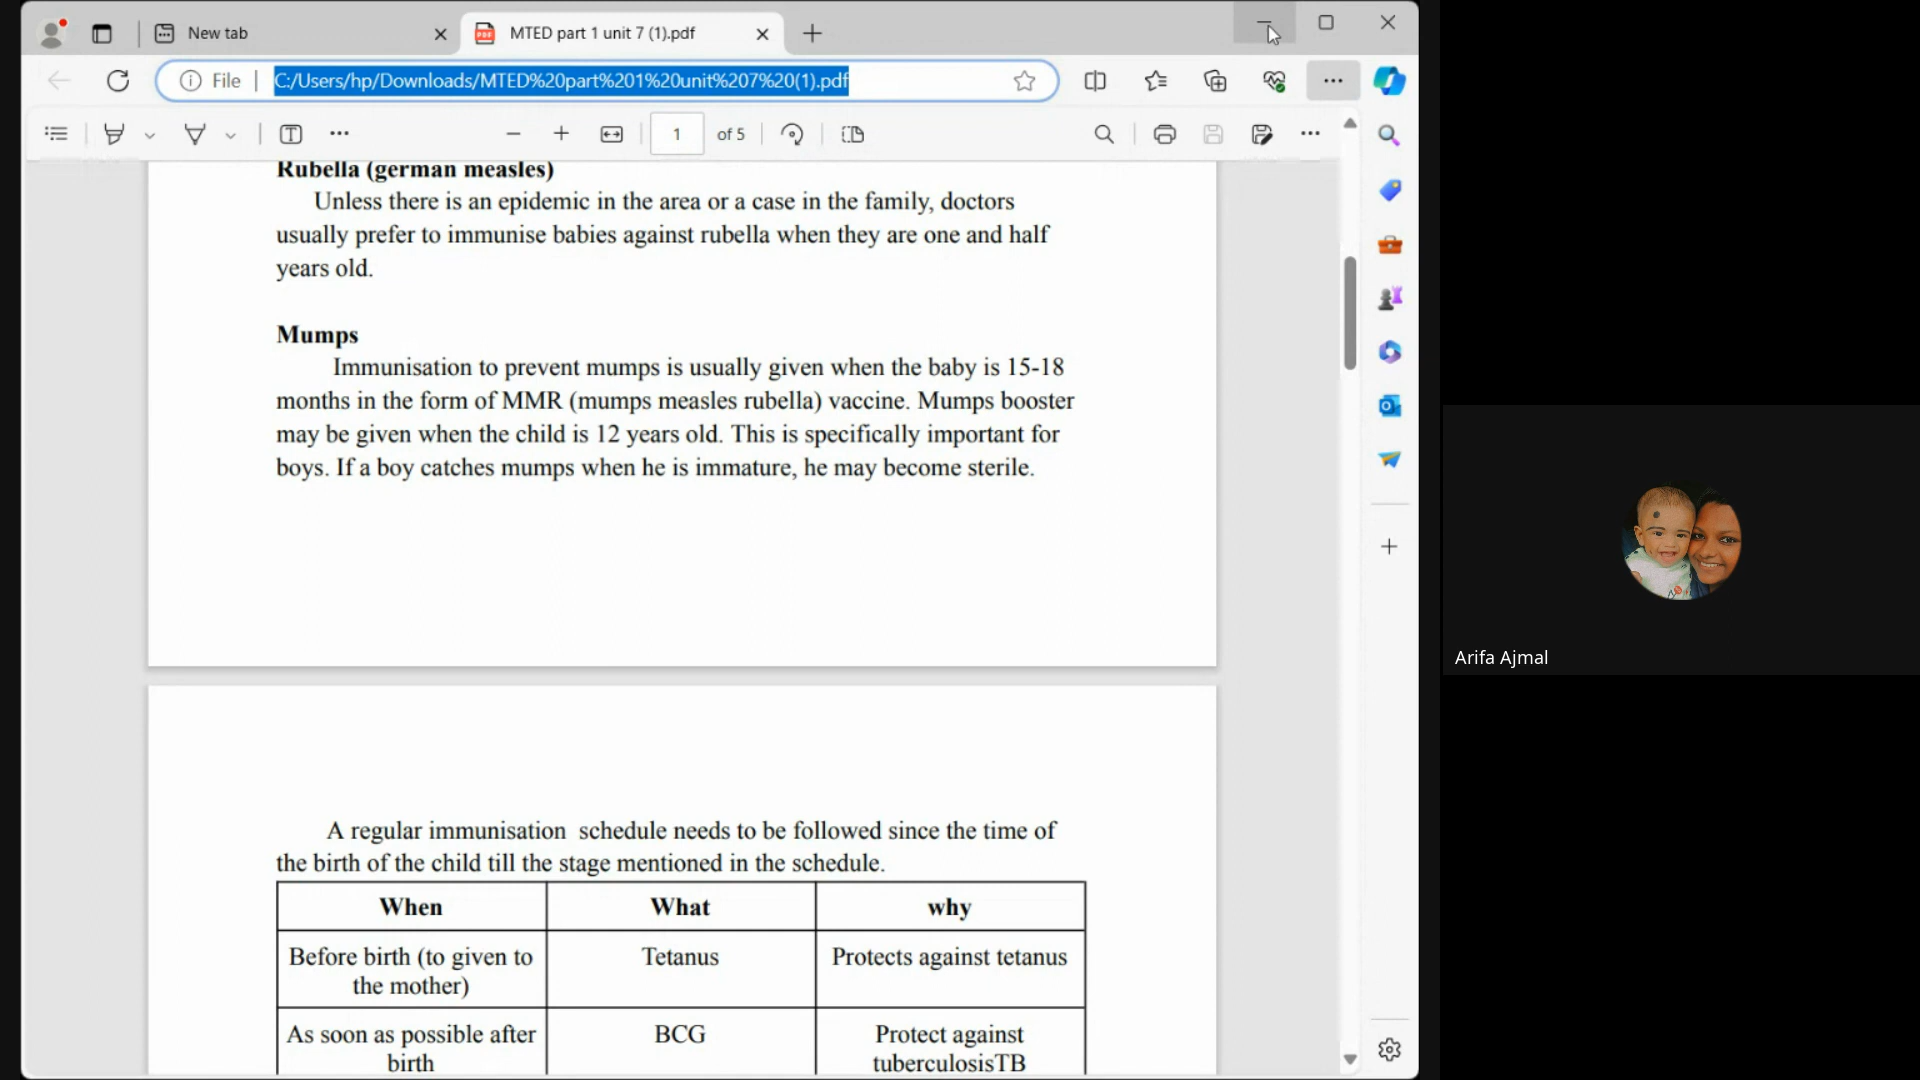 New tab
MTED part 1 unit 7 (1).pdf
File
C:/Users/hp/Downloads/MTED%20part%201%20unit%207%20(1).pdf
1 of 5
Rubella (german measles)
Unless there is an epidemic in the area or a case in the family, doctors
usually prefer to immunise babies against rubella when they are one and half
years old.
Mumps
Immunisation to prevent mumps is usually given when the baby is 15-18
months in the form of MMR (mumps measles rubella) vaccine. Mumps booster
may be given when the child is 12 years old. This is specifically important for
boys. If a boy catches mumps when he is immature, he may become sterile.
A regular immunisation  schedule needs to be followed since the time of
the birth of the child till the stage mentioned in the schedule.
When What why
Before birth (to given to Tetanus Protects against tetanus
the mother)
As soon as possible after BCG Protect against
birth tuberculosisTB
Arifa Ajmal